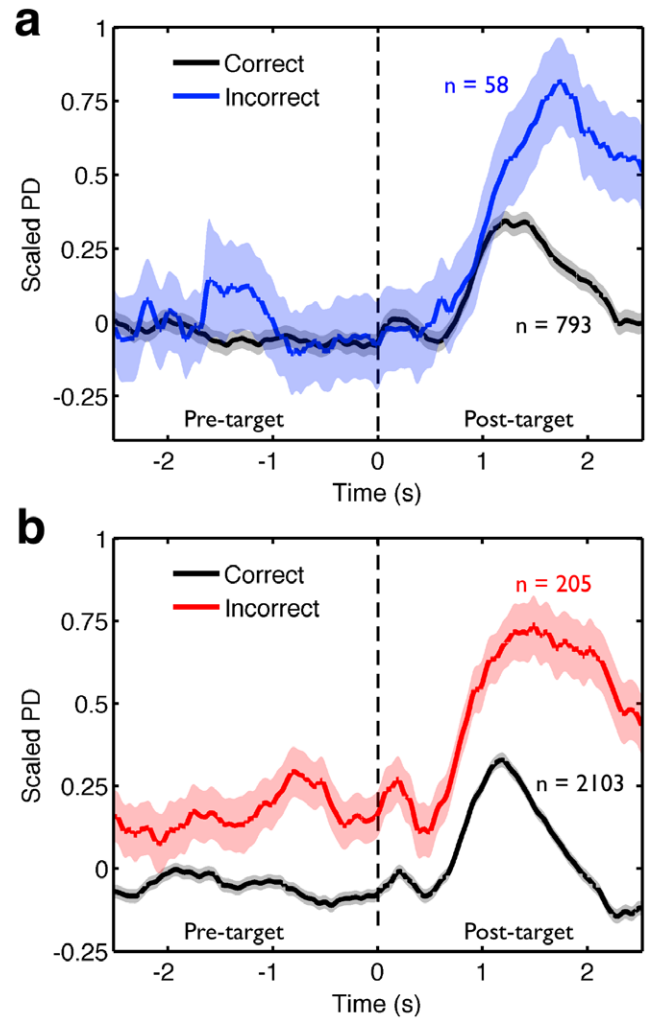 a
Correct
Incorrect
n = 58
n = 793
Pre-target
Post-target
Scaled PD
1
0.75
0.5
0.25
0
-0.25
-2
-1
0
1
2
Time (s)
b
Correct
Incorrect
n = 205
n = 2103
Pre-target
Post-target
Scaled PD
1
0.75
0.5
0.25
0
-0.25
-2
-1
0
1
2
Time (s)